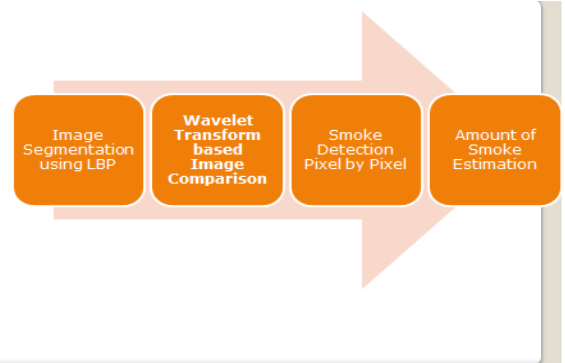 Image
Segmentation
using LBP
Wavelet
Transform
based
Image
Comparison
Smoke
Detection
Pixel by Pixel
Amount of
Smoke
Estimation